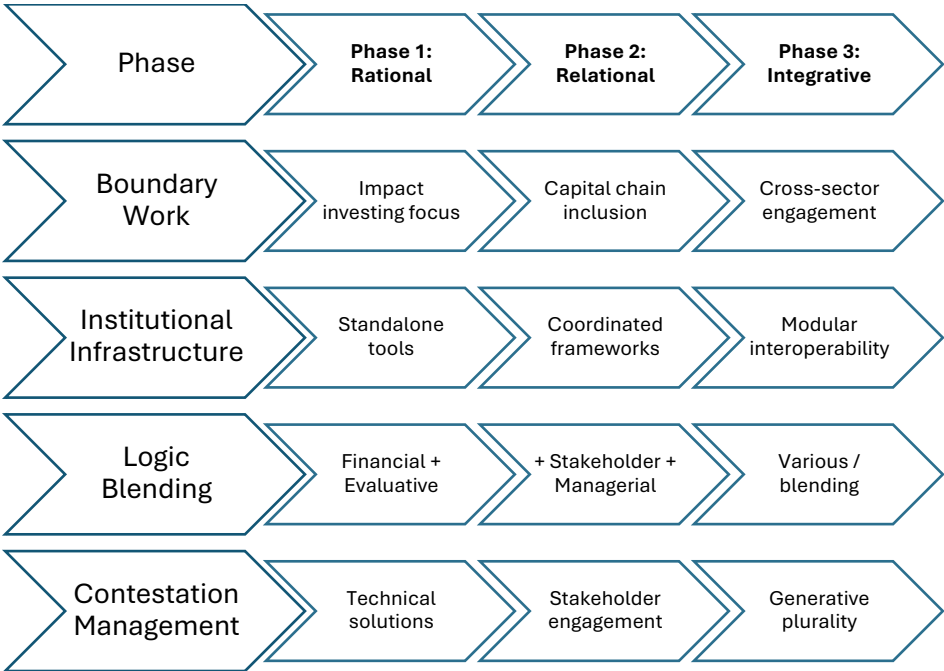 Phase
Phase 1:
Rational
Phase 2:
Relational
Phase 3:
Integrative
Boundary
Work
Impact
investing focus
Capital chain
inclusion
Cross-sector
engagement
Institutional
Infrastructure
Standalone
tools
Coordinated
frameworks
Modular
interoperability
Logic
Blending
Financial +
Evaluative
+ Stakeholder +
Managerial
Various /
blending
Contestation
Management
Technical
solutions
Stakeholder
engagement
Generative
plurality